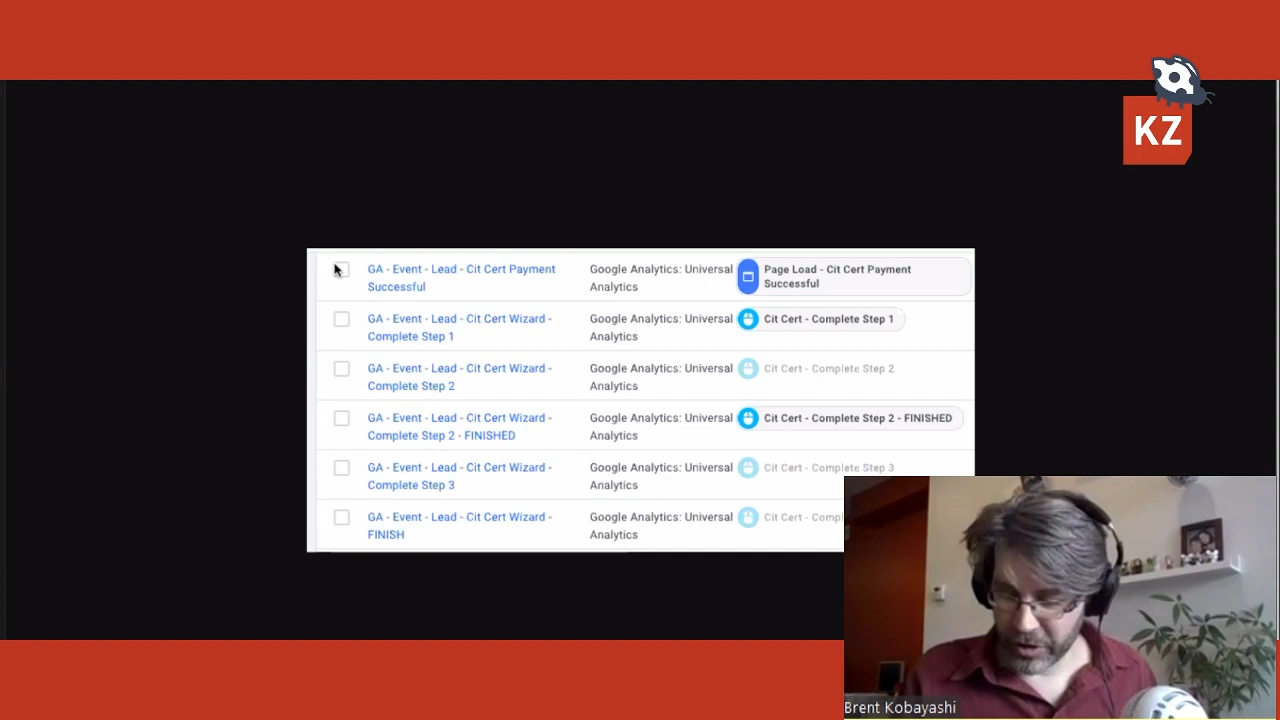 KZ
GA - Event - Lead - Cit Cert Payment
Successful
Google Analytics: Universal
Analytics
Page Load - Cit Cert Payment
Successful
GA - Event - Lead - Cit Cert Wizard -
Complete Step 1
Google Analytics: Universal
Analytics
Cit Cert - Complete Step 1
GA - Event - Lead - Cit Cert Wizard -
Complete Step 2
Google Analytics: Universal
Analytics
Cit Cert - Complete Step 2
GA - Event - Lead - Cit Cert Wizard -
Complete Step 2 - FINISHED
Google Analytics: Universal
Analytics
Cit Cert - Complete Step 2 - FINISHED
GA - Event - Lead - Cit Cert Wizard -
Complete Step 3
Google Analytics: Universal
Analytics
Cit Cert - Complete Step 3
GA - Event - Lead - Cit Cert Wizard -
FINISH
Google Analytics: Universal
Analytics
Cit Cert - Compl
Brent Kobayashi